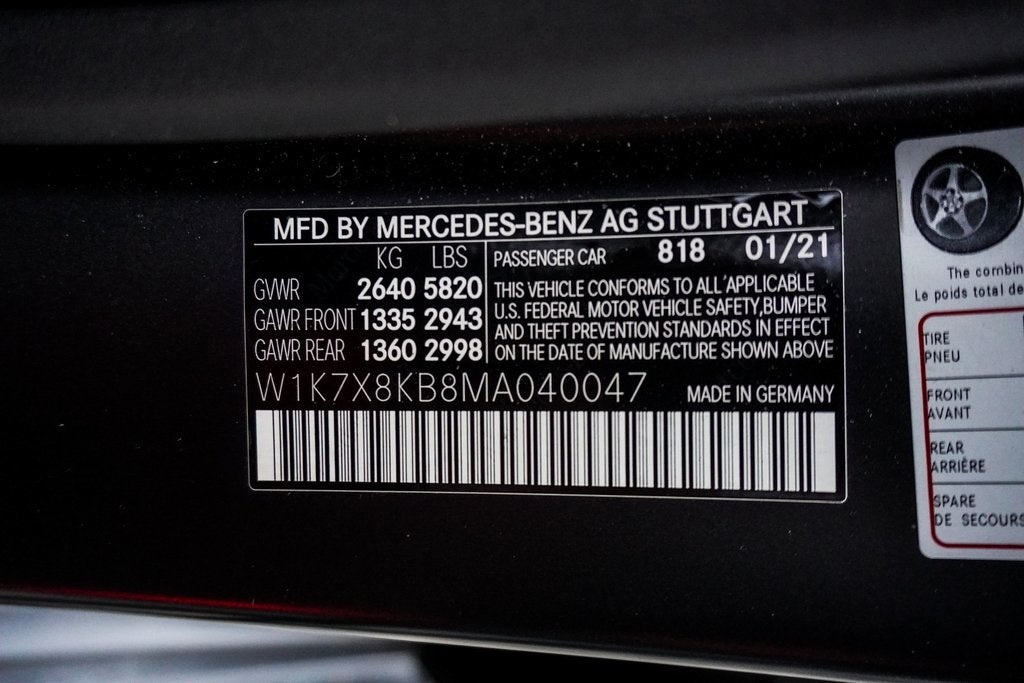 MFD BY MERCEDES-BENZ AG STUTTGART
KG LBS
GVWR 2640 5820
GAWR FRONT 1335 2943
GAWR REAR 1360 2998
PASSENGER CAR 818 01/21
THIS VEHICLE CONFORMS TO ALL APPLICABLE
U.S. FEDERAL MOTOR VEHICLE SAFETY,BUMPER
AND THEFT PREVENTION STANDARDS IN EFFECT
ON THE DATE OF MANUFACTURE SHOWN ABOVE
W1K7X8KB8MA040047
MADE IN GERMANY
The combin
Le poids total de
TIRE
PNEU
FRONT
AVANT
REAR
ARRIÈRE
SPARE
DE SECOURS